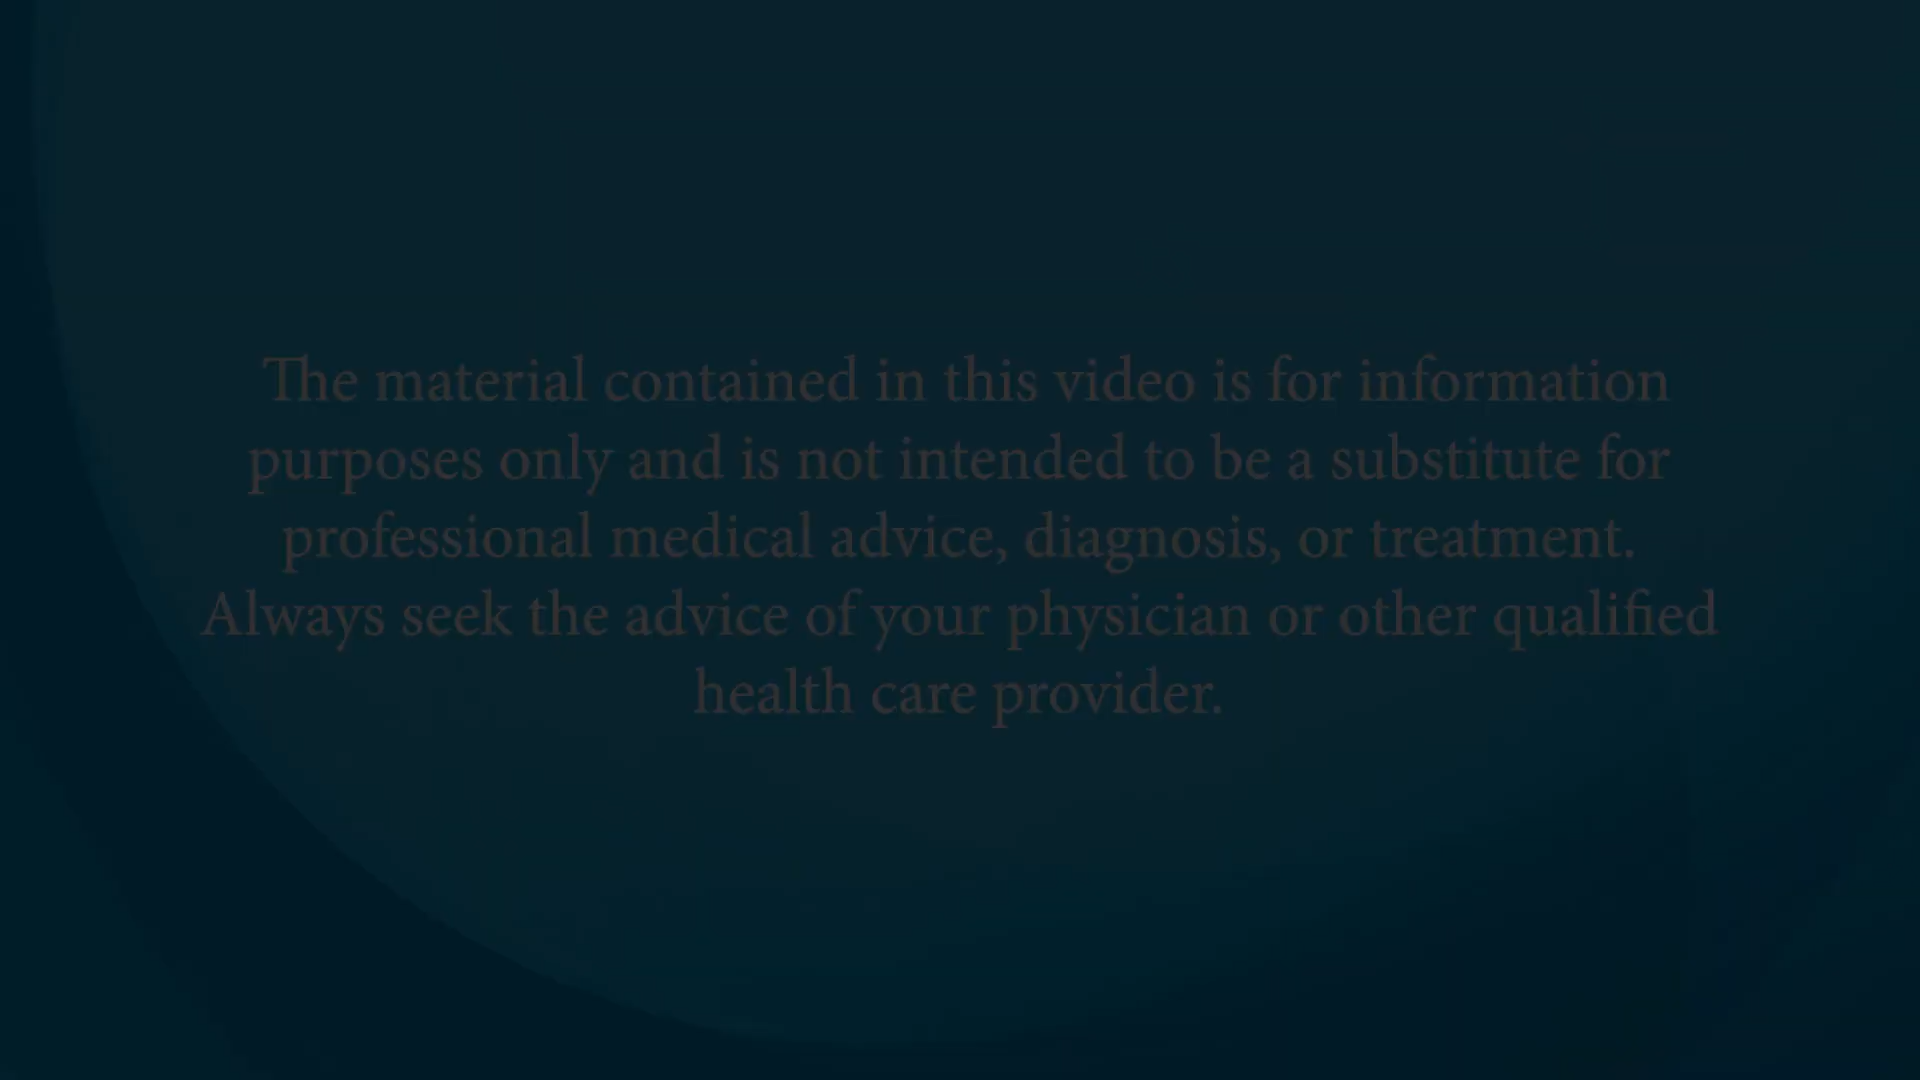 The material contained in this video is for information
purposes only and is not intended to be a substitute for
professional medical advice, diagnosis, or treatment.
Always seek the advice of your physician or other qualified
health care provider.